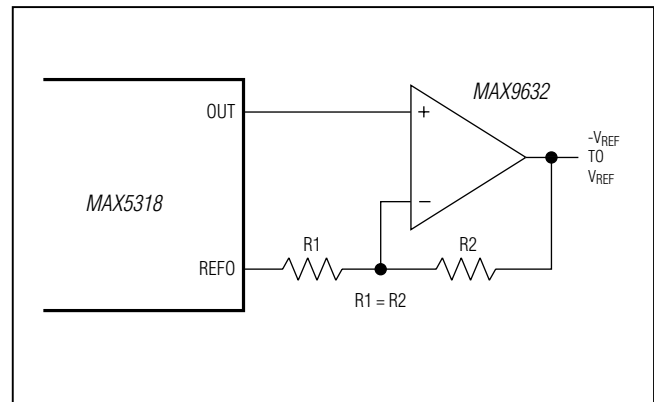 MAX9632
OUT
+
-V_REF
TO
V_REF
MAX5318
−
R1
R2
REFO
R1 = R2